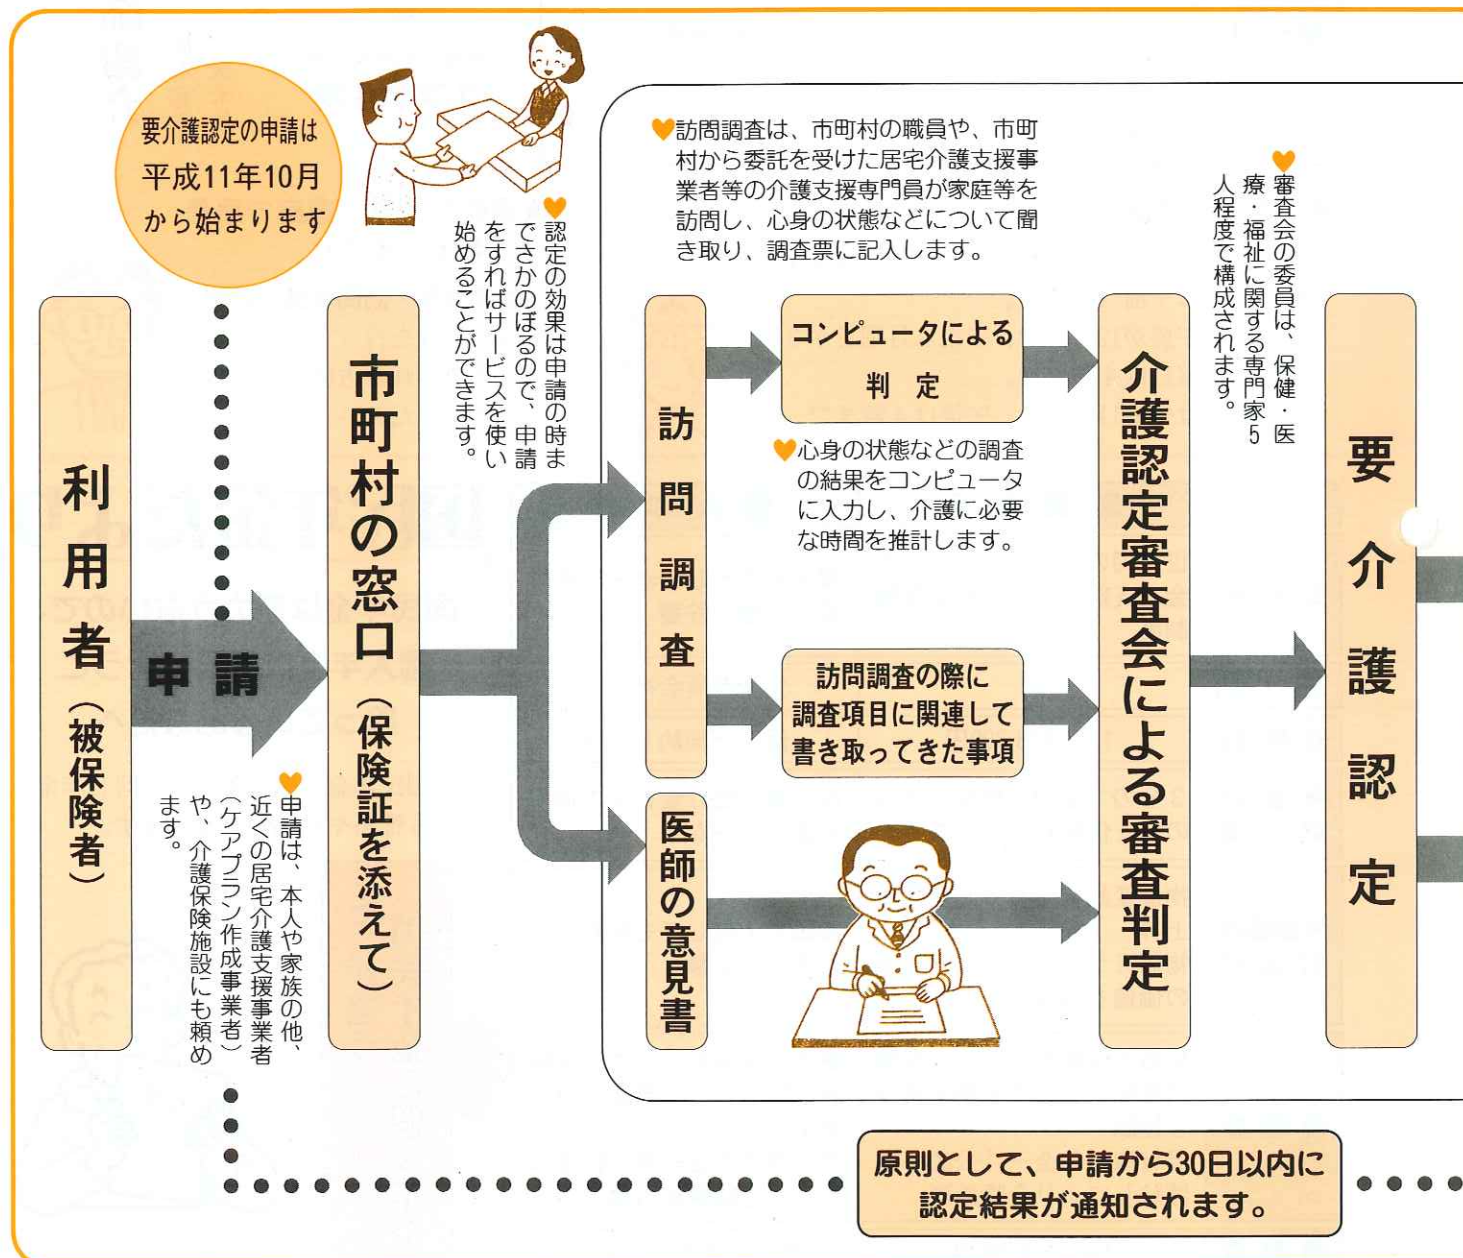 要介護認定の申請は
平成11年10月
から始まります
利用者（被保険者）
申請
♥申請は、本人や家族の他、
近くの居宅介護支援事業者
（ケアプラン作成事業者）
や、介護保険施設にも頼め
ます。
市町村の窓口（保険証を添えて）
♥認定の効果は申請の時ま
でさかのぼるので、申請
をすればサービスを使い
始めることができます。
♥訪問調査は、市町村の職員や、市町
村から委託を受けた居宅介護支援事
業者等の介護支援専門員が家庭等を
訪問し、心身の状態などについて聞
き取り、調査票に記入します。
訪問調査
コンピュータによる
判定
♥心身の状態などの調査
の結果をコンピュータ
に入力し、介護に必要
な時間を推計します。
訪問調査の際に
調査項目に関連して
書き取ってきた事項
医師の意見書
介護認定審査会による審査判定
♥審査会の委員は、保健・医
療・福祉に関する専門家5
人程度で構成されます。
要介護認定
原則として、申請から30日以内に
認定結果が通知されます。